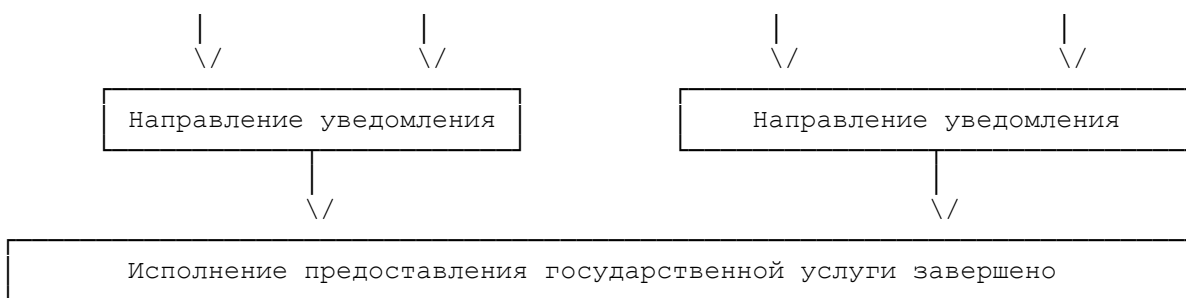 Направление уведомления Направление уведомления
Исполнение предоставления государственной услуги завершено